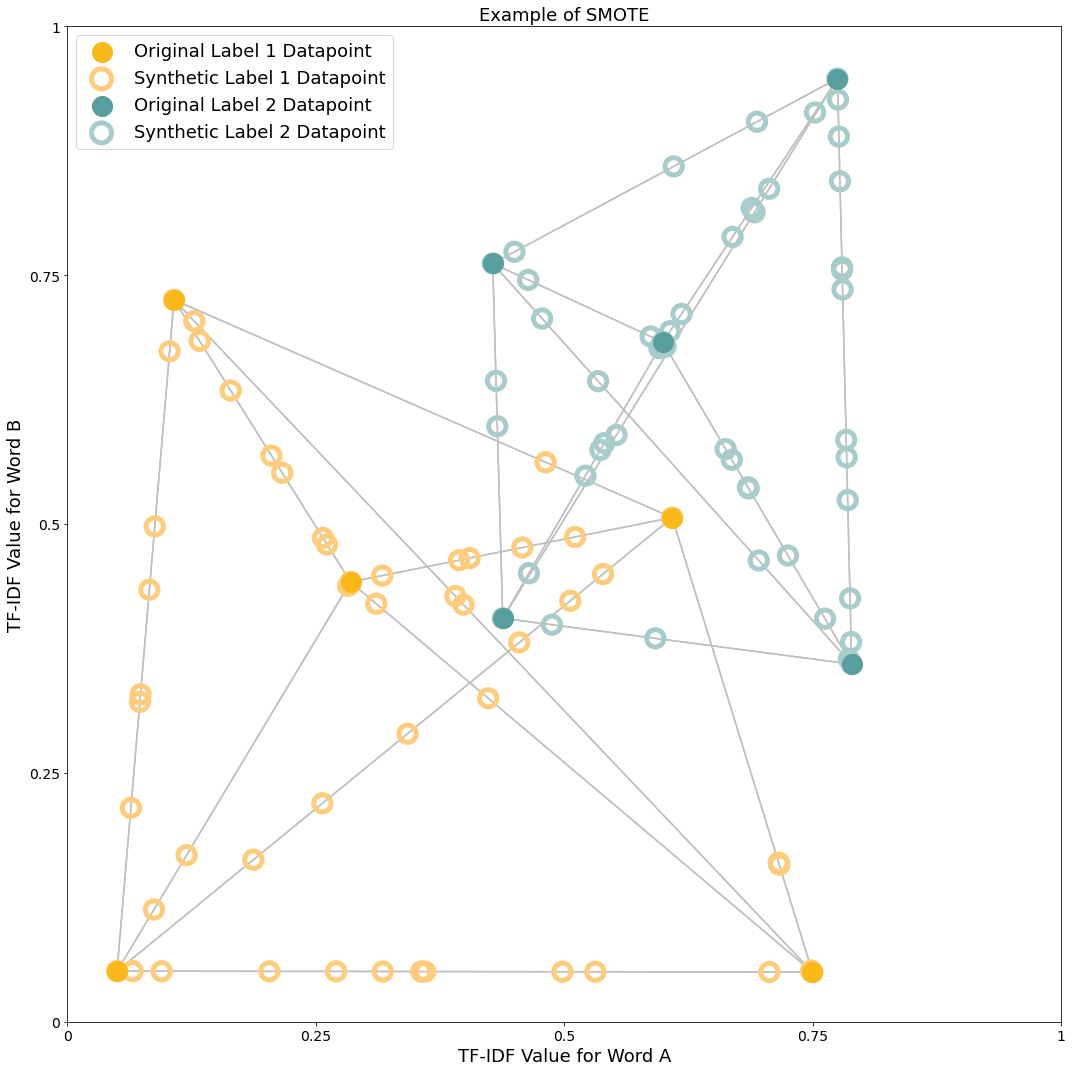 Example of SMOTE
Original Label 1 Datapoint
Synthetic Label 1 Datapoint
Original Label 2 Datapoint
Synthetic Label 2 Datapoint
1
0.75
0.5
0.25
0
TF-IDF Value for Word B
0 0.25 0.5 0.75 1
TF-IDF Value for Word A